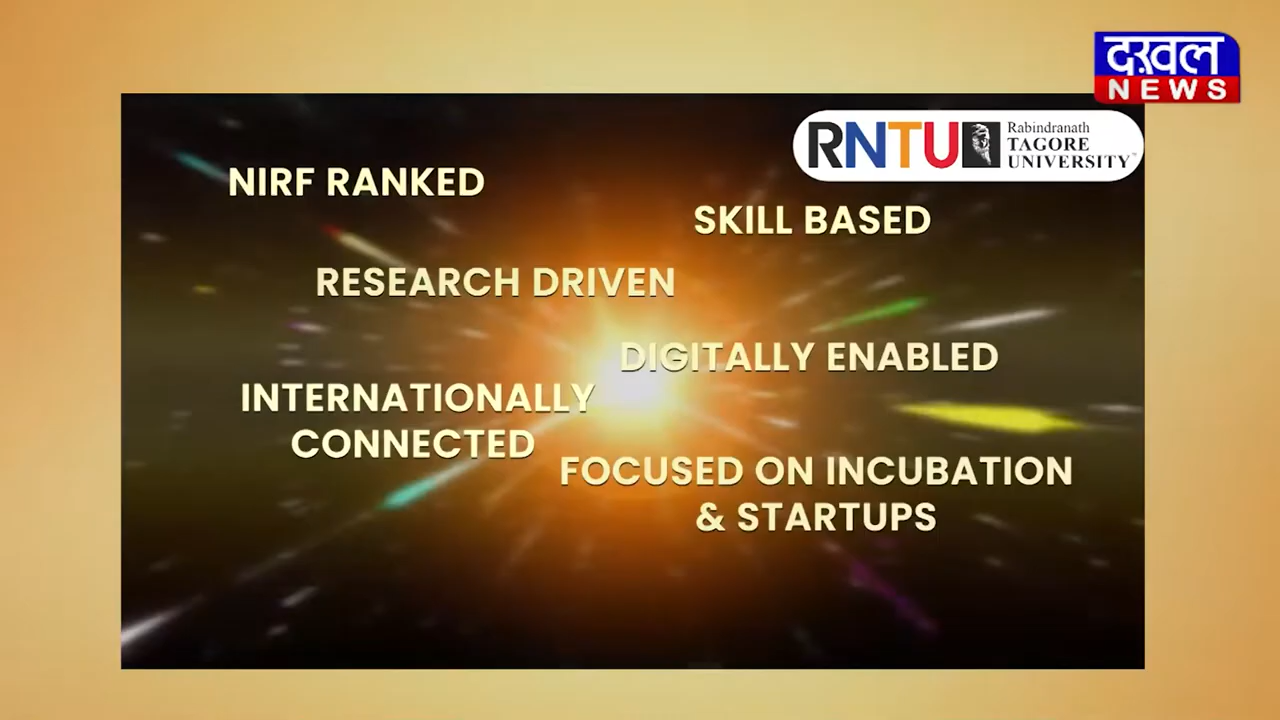 दख़ल
NEWS
RNTU
Rabindranath
TAGORE
UNIVERSITY
NIRF RANKED
SKILL BASED
RESEARCH DRIVEN
DIGITALLY ENABLED
INTERNATIONALLY
CONNECTED
FOCUSED ON INCUBATION
& STARTUPS